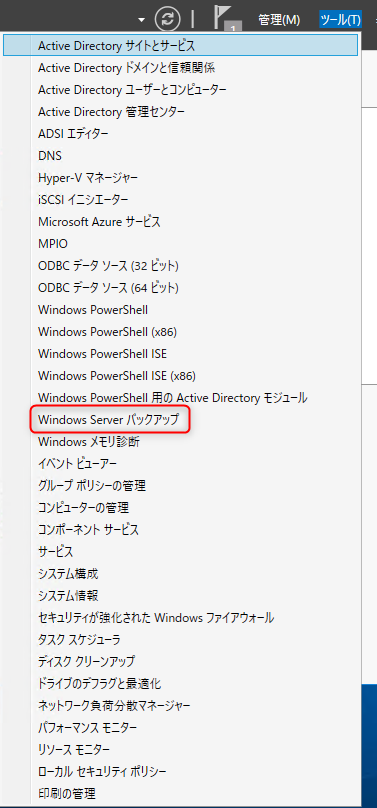 1
管理(M)
ツール(T)
Active Directory サイトとサービス
Active Directory ドメインと信頼関係
Active Directory ユーザーとコンピューター
Active Directory 管理センター
ADSI エディター
DNS
Hyper-V マネージャー
iSCSI イニシエーター
Microsoft Azure サービス
MPIO
ODBC データ ソース (32 ビット)
ODBC データ ソース (64 ビット)
Windows PowerShell
Windows PowerShell (x86)
Windows PowerShell ISE
Windows PowerShell ISE (x86)
Windows PowerShell 用の Active Directory モジュール
Windows Server バックアップ
Windows メモリ診断
イベント ビューアー
グループ ポリシーの管理
コンピューターの管理
コンポーネント サービス
サービス
システム構成
システム情報
セキュリティが強化された Windows ファイアウォール
タスク スケジューラ
ディスク クリーンアップ
ドライブのデフラグと最適化
ネットワーク負荷分散マネージャー
パフォーマンス モニター
リソース モニター
ローカル セキュリティ ポリシー
印刷の管理